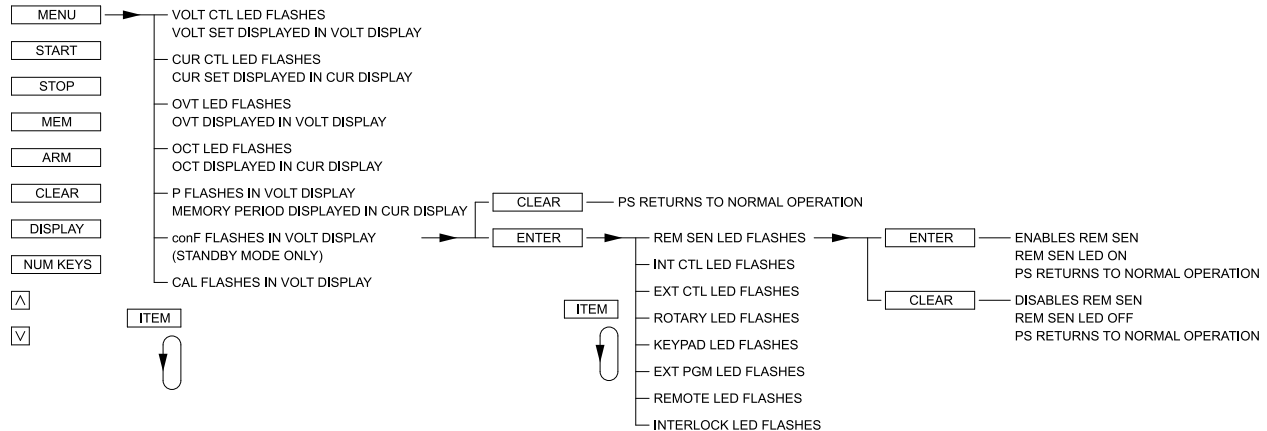 MENU
START
STOP
MEM
ARM
CLEAR
DISPLAY
NUM KEYS
VOLT CTL LED FLASHES
VOLT SET DISPLAYED IN VOLT DISPLAY
CUR CTL LED FLASHES
CUR SET DISPLAYED IN CUR DISPLAY
OVT LED FLASHES
OVT DISPLAYED IN VOLT DISPLAY
OCT LED FLASHES
OCT DISPLAYED IN CUR DISPLAY
P FLASHES IN VOLT DISPLAY
MEMORY PERIOD DISPLAYED IN CUR DISPLAY
conF FLASHES IN VOLT DISPLAY
(STANDBY MODE ONLY)
CAL FLASHES IN VOLT DISPLAY
ITEM
CLEAR
PS RETURNS TO NORMAL OPERATION
ENTER
REM SEN LED FLASHES
INT CTL LED FLASHES
EXT CTL LED FLASHES
ROTARY LED FLASHES
KEYPAD LED FLASHES
EXT PGM LED FLASHES
REMOTE LED FLASHES
INTERLOCK LED FLASHES
ITEM
ENTER
ENABLES REM SEN
REM SEN LED ON
PS RETURNS TO NORMAL OPERATION
CLEAR
DISABLES REM SEN
REM SEN LED OFF
PS RETURNS TO NORMAL OPERATION